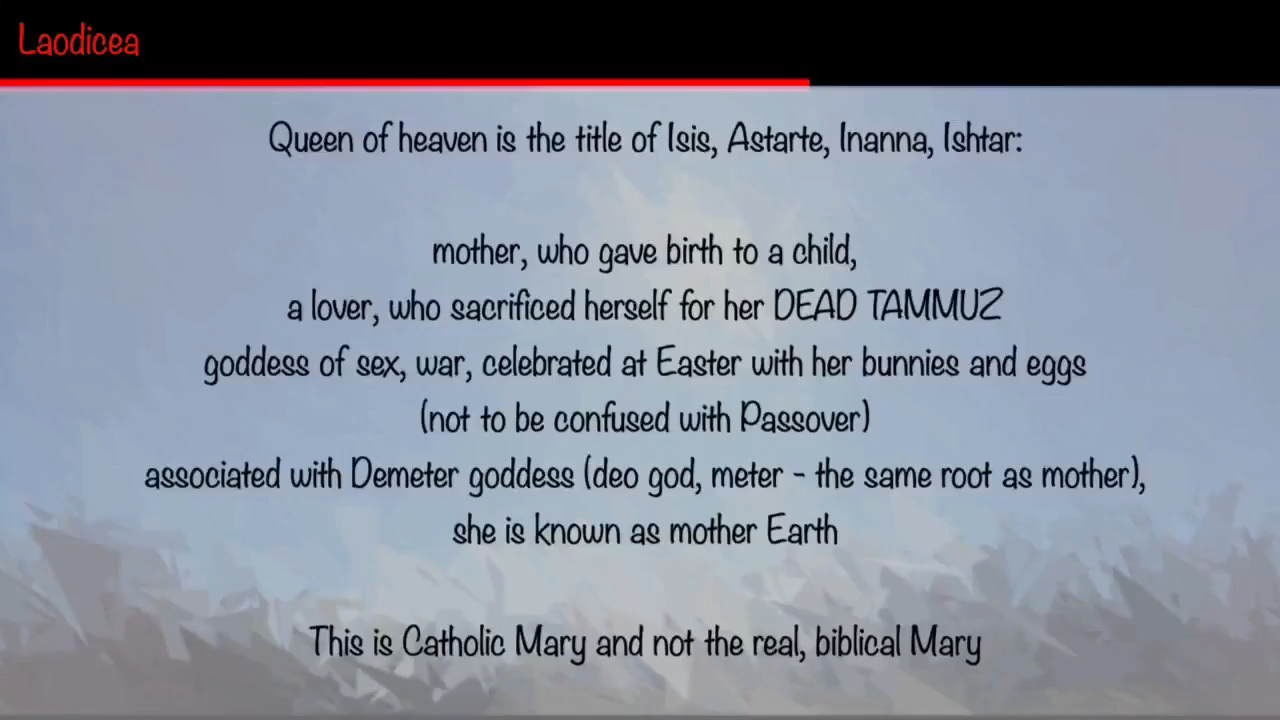 Laodicea
Queen of heaven is the title of Isis, Astarte, Inanna, Ishtar:
mother, who gave birth to a child,
a lover, who sacrificed herself for her DEAD TAMMUZ
goddess of sex, war, celebrated at Easter with her bunnies and eggs
(not to be confused with Passover)
associated with Demeter goddess (deo god, meter - the same root as mother),
she is known as mother Earth
This is Catholic Mary and not the real, biblical Mary